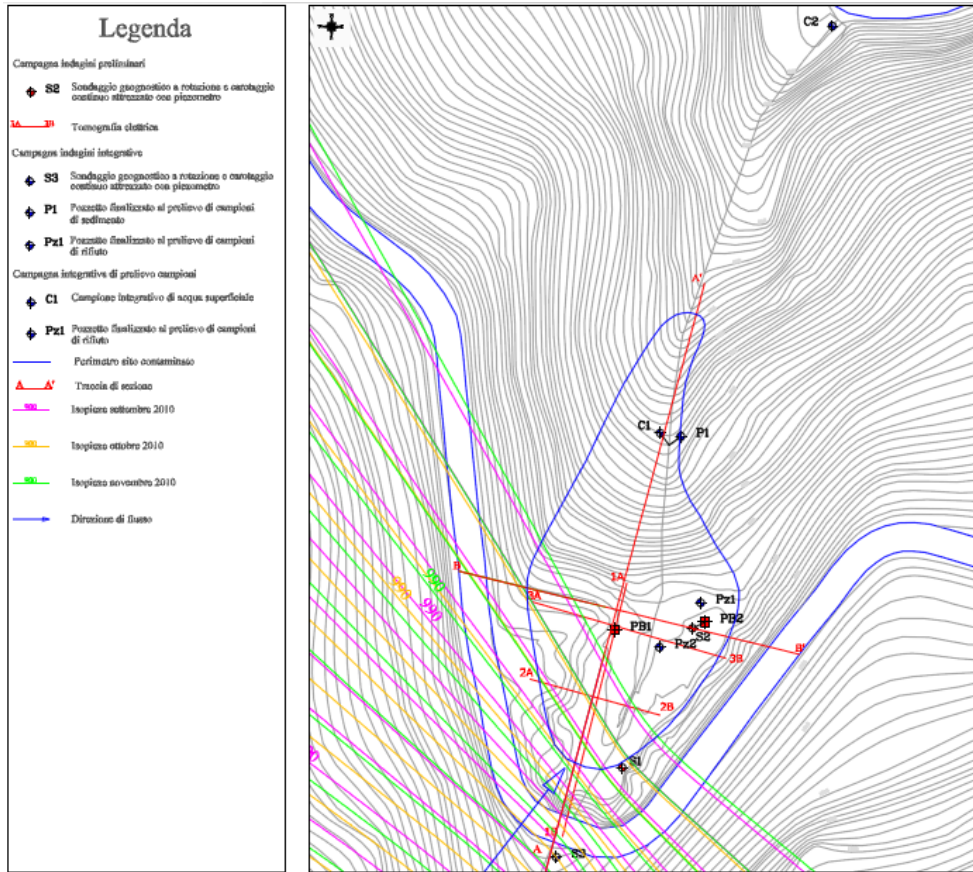 Legenda
Campagna indagini preliminari
S2 Sondaggio geognostico a rotazione e carotaggio
continuo attrezzato con piezometro
1A 1B Tomografia elettrica
Campagna indagini integrative
S3 Sondaggio geognostico a rotazione e carotaggio
continuo attrezzato con piezometro
P1 Pozzetto finalizzato al prelievo di campioni
di sedimento
Pz1 Pozzetto finalizzato al prelievo di campioni
di rifiuto
Campagna integrativa di prelievo campioni
C1 Campione integrativo di acqua superficiale
Pz1 Pozzetto finalizzato al prelievo di campioni
di rifiuto
Perimetro sito contaminato
A A' Traccia di sezione
Isopieze settembre 2010
Isopieze ottobre 2010
Isopieze novembre 2010
Direzione di flusso
C2
A'
C1
P1
B
1A
3A
Pz1
PB2
PB1
S2
Pz2
3B
B'
2A
2B
S1
1B
A
S3
990
990
990